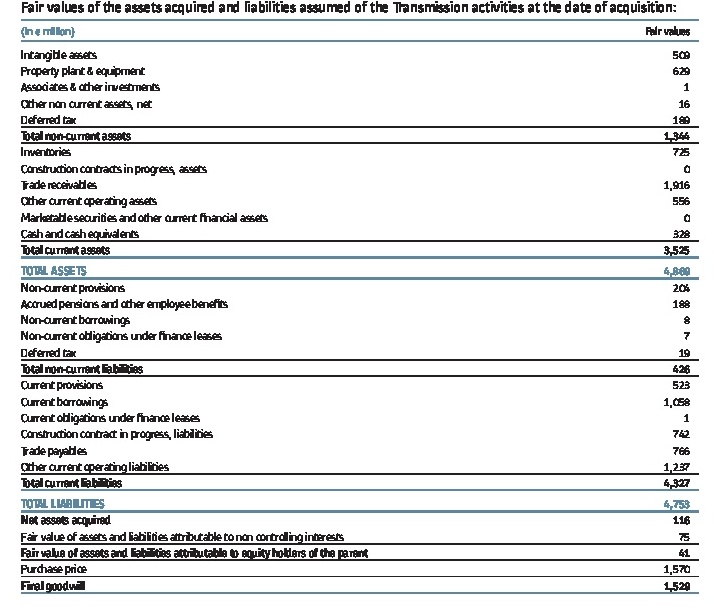 Fair values of the assets acquired and liabilities assumed of the Transmission activities at the date of acquisition:
(in € million) Fair values
Intangible assets 509
Property plant & equipment 629
Associates & other investments 1
Other non current assets, net 16
Deferred tax 189
Total non-current assets 1,344
Inventories 725
Construction contracts in progress, assets 0
Trade receivables 1,916
Other current operating assets 556
Marketable securities and other current financial assets 0
Cash and cash equivalents 328
Total current assets 3,525
TOTAL ASSETS 4,869
Non-current provisions 204
Accrued pensions and other employee benefits 188
Non-current borrowings 8
Non-current obligations under finance leases 7
Deferred tax 19
Total non-current liabilities 426
Current provisions 523
Current borrowings 1,058
Current obligations under finance leases 1
Construction contract in progress, liabilities 742
Trade payables 766
Other current operating liabilities 1,237
Total current liabilities 4,327
TOTAL LIABILITIES 4,753
Net assets acquired 116
Fair value of assets and liabilities attributable to non controlling interests 75
Fair value of assets and liabilities attributable to equity holders of the parent 41
Purchase price 1,570
Final goodwill 1,529